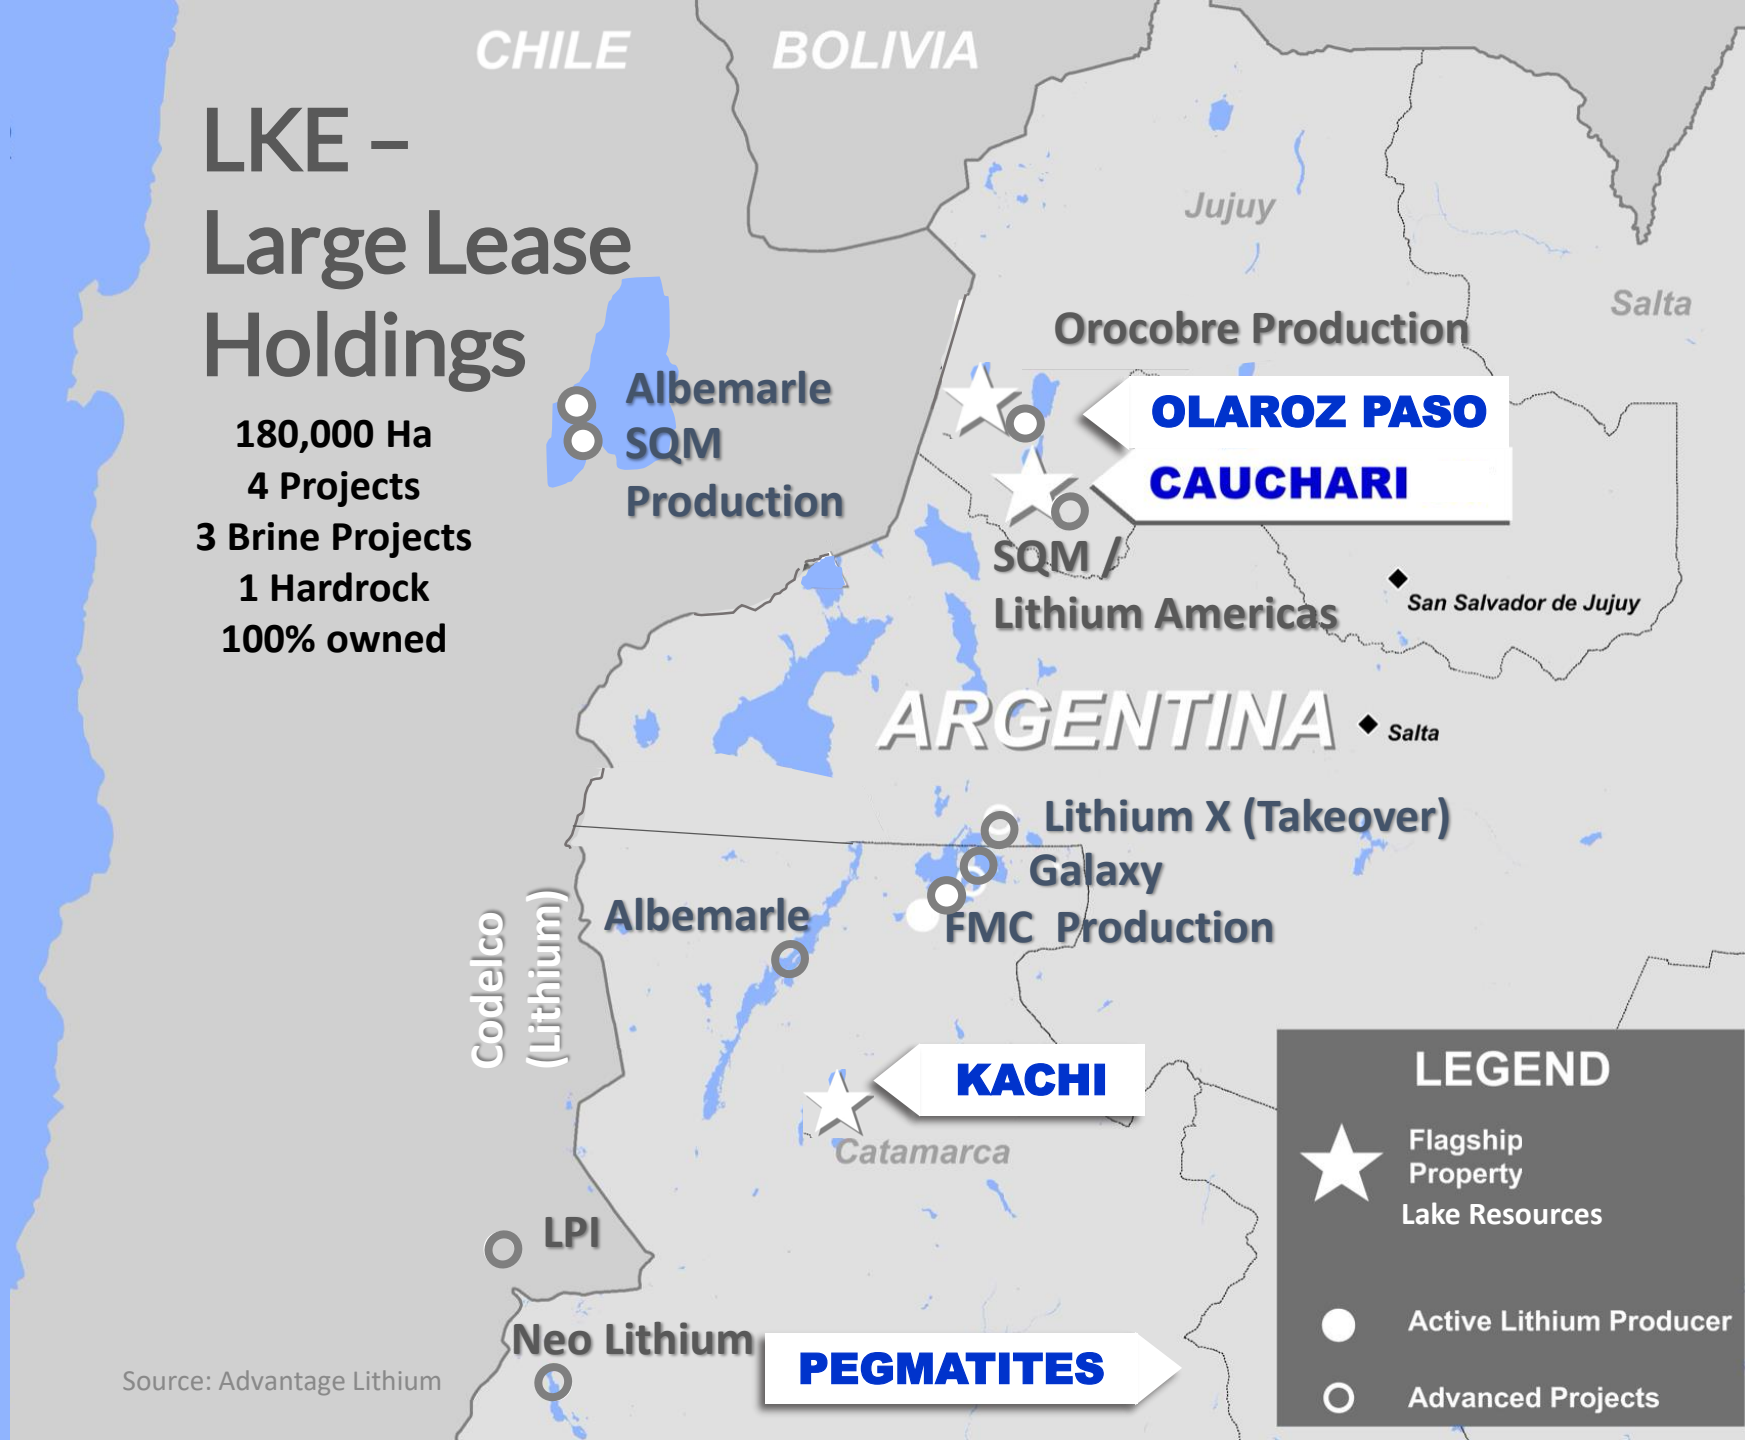 CHILE
BOLIVIA
LKE –
Large Lease
Holdings
180,000 Ha
4 Projects
3 Brine Projects
1 Hardrock
100% owned
Jujuy
Salta
Orocobre Production
Albemarle
SQM
Production
OLAROZ PASO
CAUCHARI
SQM /
Lithium Americas
San Salvador de Jujuy
ARGENTINA
Salta
Lithium X (Takeover)
Galaxy
FMC  Production
Albemarle
Codelco
(Lithium)
KACHI
Catamarca
LPI
Neo Lithium
PEGMATITES
Source: Advantage Lithium
LEGEND
Flagship
Property
Lake Resources
Active Lithium Producer
Advanced Projects